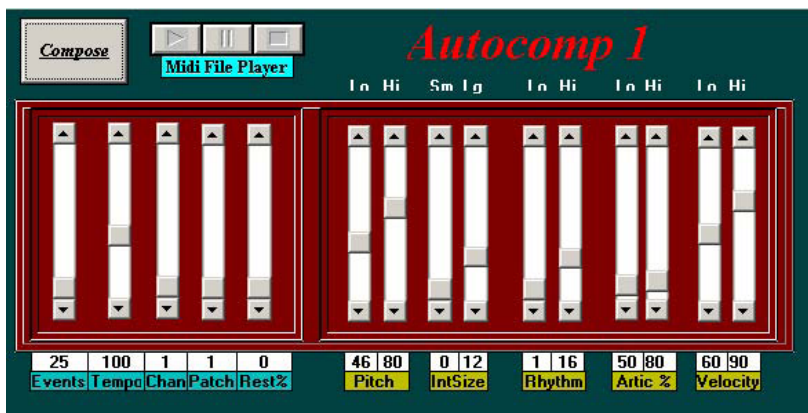 Compose
Autocomp 1
Midi File Player
Lo Hi Sm Lg Lo Hi Lo Hi Lo Hi
25 100 1 1 0 46 80 0 12 1 16 50 80 60 90
Events Tempo Chan Patch Rest% Pitch IntSize Rhythm Artic % Velocity